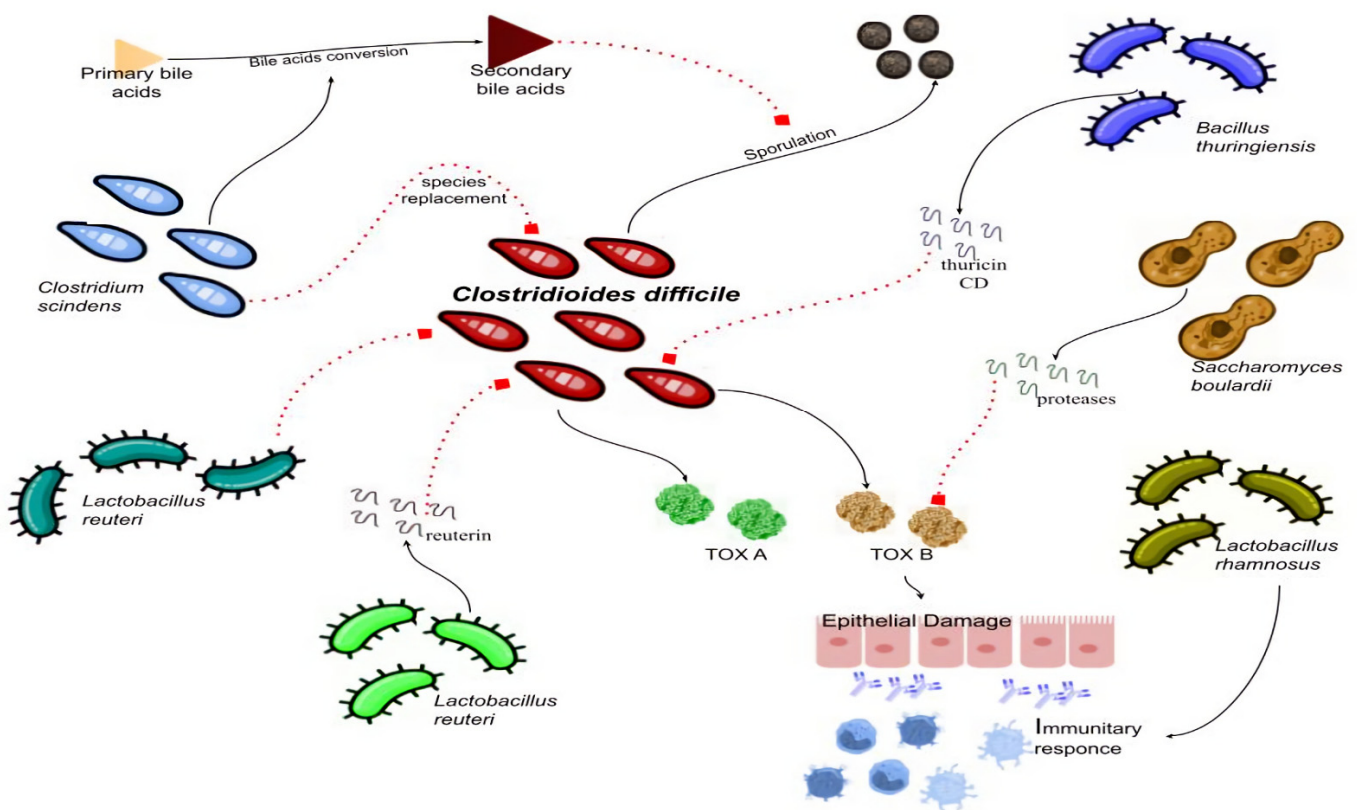 Primary bile
acids
Bile acids conversion
Secondary
bile acids
Sporulation
Bacillus
thuringiensis
species
replacement
Clostridium
scindens
thuricin
CD
Clostridioides difficile
Saccharomyces
boulardii
proteases
Lactobacillus
reuteri
reuterin
TOX A
TOX B
Lactobacillus
rhamnosus
Epithelial Damage
Lactobacillus
reuteri
Immunitary
responce